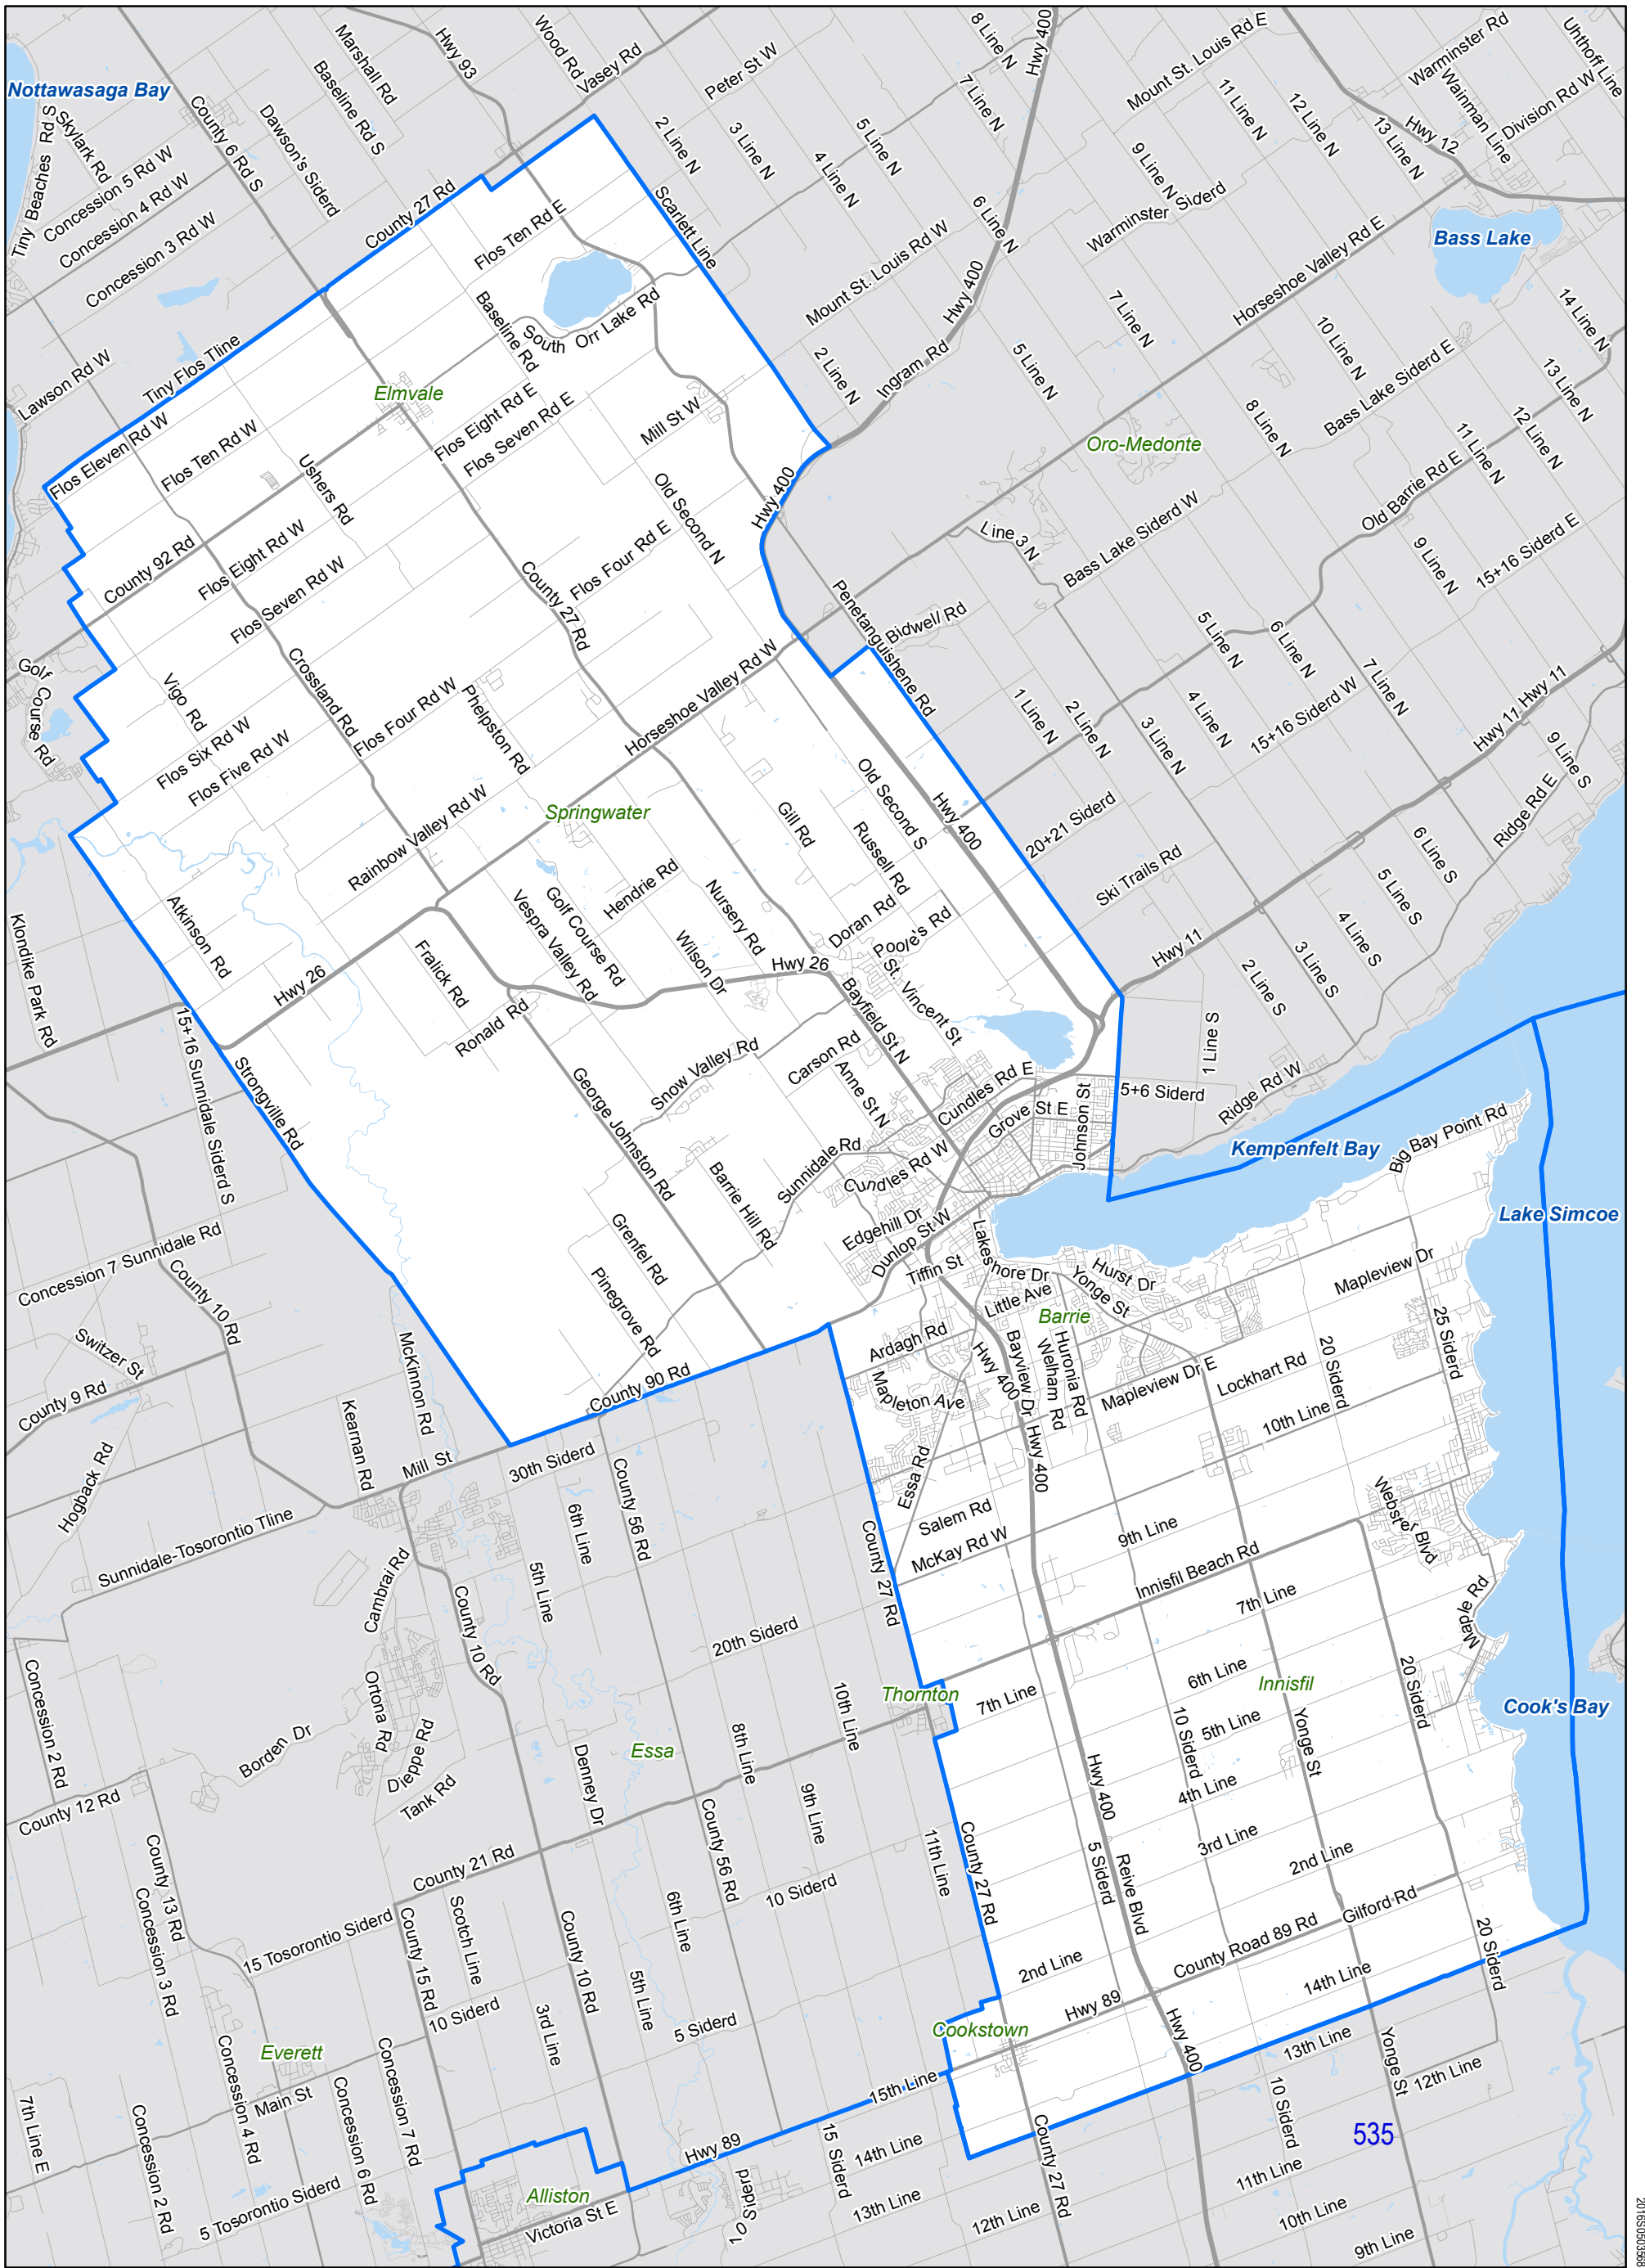 Nottawasaga Bay
Tiny Beaches Rd S
Skylark Rd
Concession 5 Rd W
Concession 4 Rd W
Concession 3 Rd W
County 6 Rd S
Dawson's Siderd
Baseline Rd S
Marshall Rd
Hwy 93
Wood Rd
Vasey Rd
Peter St W
2 Line N
3 Line N
4 Line N
5 Line N
7 Line N
8 Line N
Hwy 400
Mount St. Louis Rd E
11 Line N
12 Line N
13 Line N
9 Line N
Hwy 12
Warminster Rd
Wainman Line
Division Rd W
Uhthoff Line
Bass Lake
Warminster Siderd
6 Line N
Mount St. Louis Rd W
Hwy 400
Horseshoe Valley Rd E
County 27 Rd
Flos Ten Rd E
Scarlett Line
Baseline Rd
South Orr Lake Rd
Tiny Flos Tline
Lawson Rd W
Elmvale
Flos Eleven Rd W
Flos Ten Rd W
Ushers Rd
Flos Eight Rd E
Flos Seven Rd E
Mill St W
2 Line N
Ingram Rd
5 Line N
7 Line N
Oro-Medonte
8 Line N
10 Line N
Bass Lake Siderd E
14 Line N
13 Line N
12 Line N
11 Line N
Old Barrie Rd E
9 Line N
15+16 Siderd E
Hwy 400
Old Second N
Line 3 N
Bass Lake Siderd W
County 92 Rd
Flos Eight Rd W
Flos Seven Rd W
County 27 Rd
Flos Four Rd E
Penetanguishene Rd
Bidwell Rd
Golf Course Rd
Vigo Rd
Crossland Rd
Flos Six Rd W
Flos Five Rd W
Flos Four Rd W
Phelpston Rd
Horseshoe Valley Rd W
1 Line N
2 Line N
3 Line N
4 Line N
5 Line N
6 Line N
7 Line N
15+16 Siderd W
Hwy 11
Hwy 11
9 Line S
Ridge Rd E
Springwater
Rainbow Valley Rd W
Gill Rd
Old Second S
Russell Rd
Hwy 400
20+21 Siderd
Ski Trails Rd
6 Line S
5 Line S
4 Line S
3 Line S
2 Line S
Hwy 11
1 Line S
Klondike Park Rd
Atkinson Rd
Hwy 26
Fralick Rd
Ronald Rd
Vespra Valley Rd
Golf Course Rd
Hendrie Rd
Wilson Dr
Nursery Rd
Hwy 26
Doran Rd
Poore's Rd
St. Vincent St
Bayfield St N
15+16 Sunnidale Siderd S
Strongville Rd
George Johnston Rd
Snow Valley Rd
Carson Rd
Anne St N
Cundles Rd E
Grove St E
Johnson St
5+6 Siderd
Ridge Rd W
Kempenfelt Bay
Big Bay Point Rd
Lake Simcoe
Sunnidale Rd
Cundles Rd W
Barrie Hill Rd
Grenfel Rd
Pinegrove Rd
Edgehill Dr
Dunlop St W
Tiffin St
Lakeshore Dr
Little Ave
Hurst Dr
Yonge St
Barrie
Mapleview Dr
25 Siderd
20 Siderd
Concession 7 Sunnidale Rd
County 10 Rd
Switzer St
County 9 Rd
McKinnon Rd
Kearnan Rd
Hogback Rd
Mill St
30th Siderd
County 90 Rd
Ardagh Rd
Mapleton Ave
Hwy 400
Bayview Dr
Welham Rd
Huronia Rd
Mapleview Dr E
Lockhart Rd
10th Line
Hwy 400
Essa Rd
Salem Rd
McKay Rd W
9th Line
Innisfil Beach Rd
7th Line
Webster Blvd
Maple Rd
Sunnidale-Tosorontio Tline
Cambrai Rd
County 10 Rd
5th Line
6th Line
County 56 Rd
20th Siderd
County 27 Rd
Concession 2 Rd
Ortona Rd
Dieppe Rd
Borden Dr
Tank Rd
Denney Dr
Essa
8th Line
9th Line
10th Line
Thornton
7th Line
6th Line
Innisfil
5th Line
10 Siderd
4th Line
Yonge St
20 Siderd
Cook's Bay
County 12 Rd
County 13 Rd
Concession 3 Rd
County 21 Rd
15 Tosorontio Siderd
Scotch Line
County 15 Rd
10 Siderd
County 10 Rd
3rd Line
5th Line
6th Line
County 56 Rd
10 Siderd
11th Line
County 27 Rd
Hwy 400
5 Siderd
Reive Blvd
3rd Line
2nd Line
Gilford Rd
County Road 89 Rd
20 Siderd
2nd Line
Hwy 89
14th Line
Cookstown
5 Siderd
15th Line
Hwy 400
13th Line
Yonge St
12th Line
10 Siderd
535
11th Line
10th Line
9th Line
Everett
Main St
Concession 4 Rd
Concession 6 Rd
Concession 7 Rd
Concession 2 Rd
7th Line E
5 Tosorontio Siderd
Alliston
Victoria St E
Hwy 89
10 Siderd
15 Siderd
14th Line
13th Line
12th Line
County 27 Rd